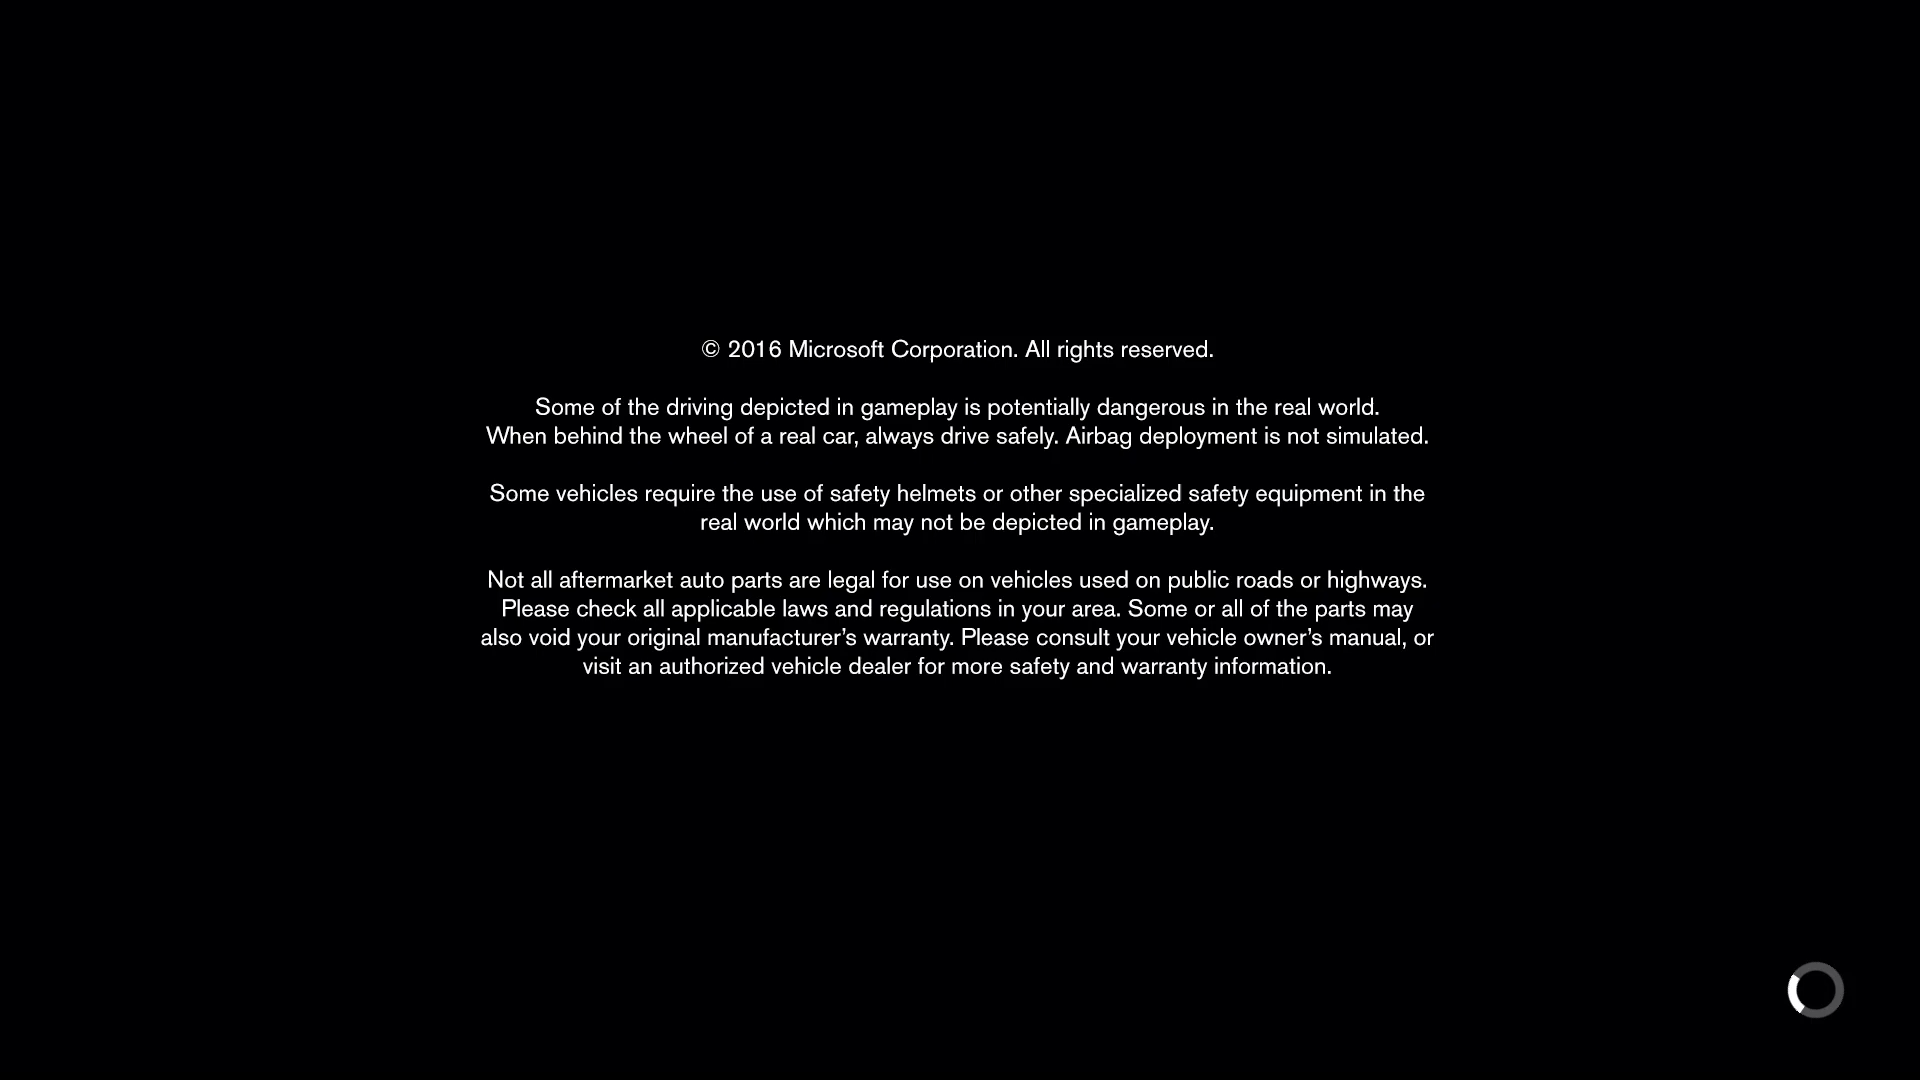 © 2016 Microsoft Corporation. All rights reserved.
Some of the driving depicted in gameplay is potentially dangerous in the real world.
When behind the wheel of a real car, always drive safely. Airbag deployment is not simulated.
Some vehicles require the use of safety helmets or other specialized safety equipment in the
real world which may not be depicted in gameplay.
Not all aftermarket auto parts are legal for use on vehicles used on public roads or highways.
Please check all applicable laws and regulations in your area. Some or all of the parts may
also void your original manufacturer’s warranty. Please consult your vehicle owner’s manual, or
visit an authorized vehicle dealer for more safety and warranty information.